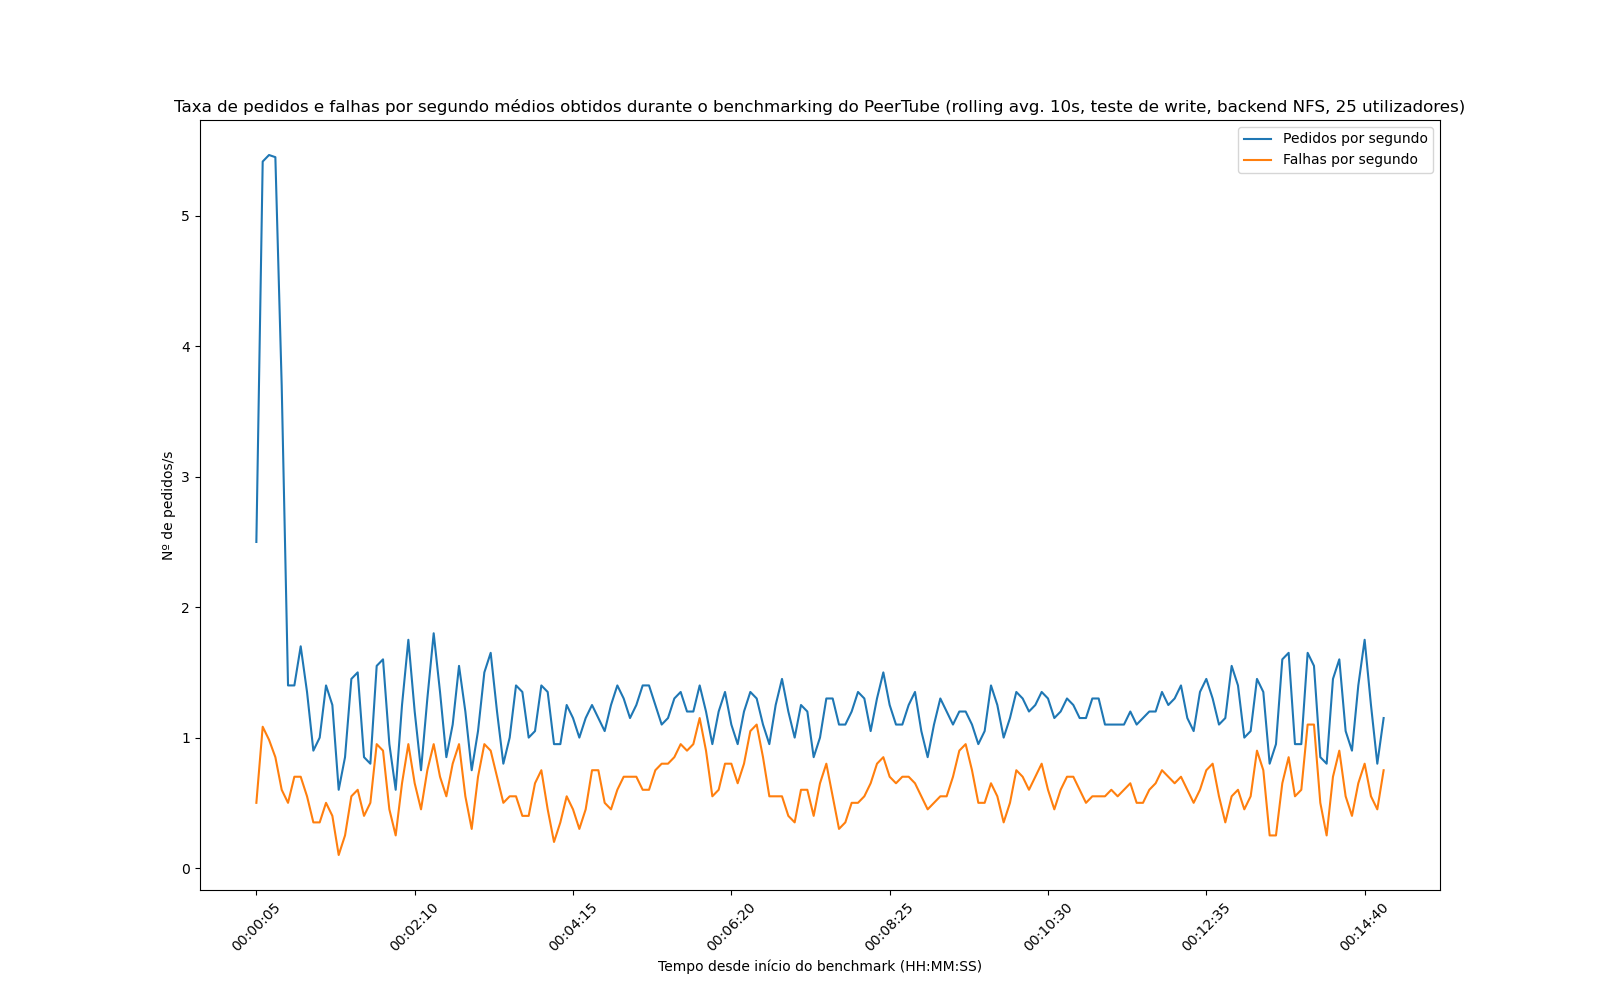 Taxa de pedidos e falhas por segundo médios obtidos durante o benchmarking do PeerTube (rolling avg. 10s, teste de write, backend NFS, 25 utilizadores)
Pedidos por segundo
Falhas por segundo
5
4
3
2
1
0
Nº de pedidos/s
00:00:05
00:02:10
00:04:15
00:06:20
00:08:25
00:10:30
00:12:35
00:14:40
Tempo desde início do benchmark (HH:MM:SS)